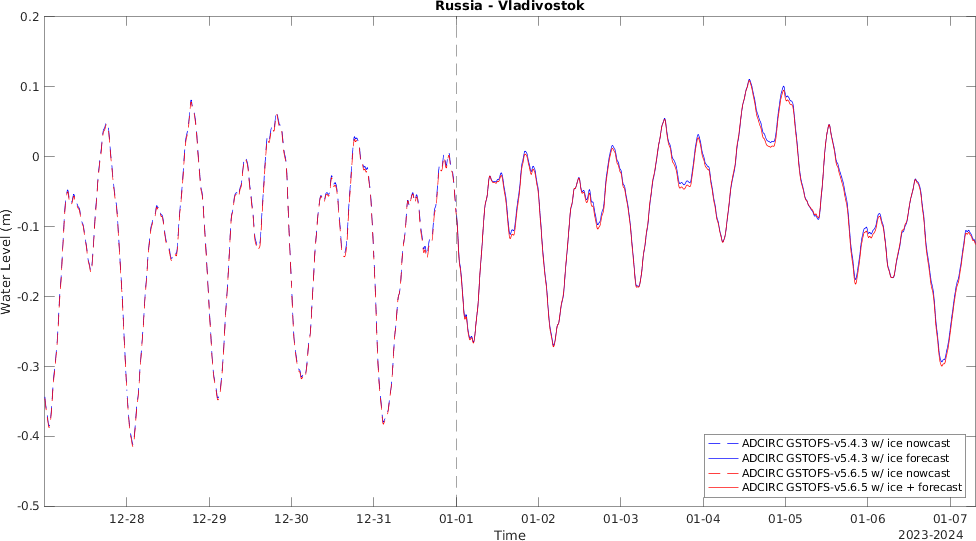 Russia - Vladivostok
Water Level (m)
0.2
0.1
0
-0.1
-0.2
-0.3
-0.4
-0.5
ADCIRC GSTOFS-v5.4.3 w/ ice nowcast
ADCIRC GSTOFS-v5.4.3 w/ ice forecast
ADCIRC GSTOFS-v5.6.5 w/ ice nowcast
ADCIRC GSTOFS-v5.6.5 w/ ice + forecast
12-28 12-29 12-30 12-31 01-01 01-02 01-03 01-04 01-05 01-06 01-07
Time
2023-2024